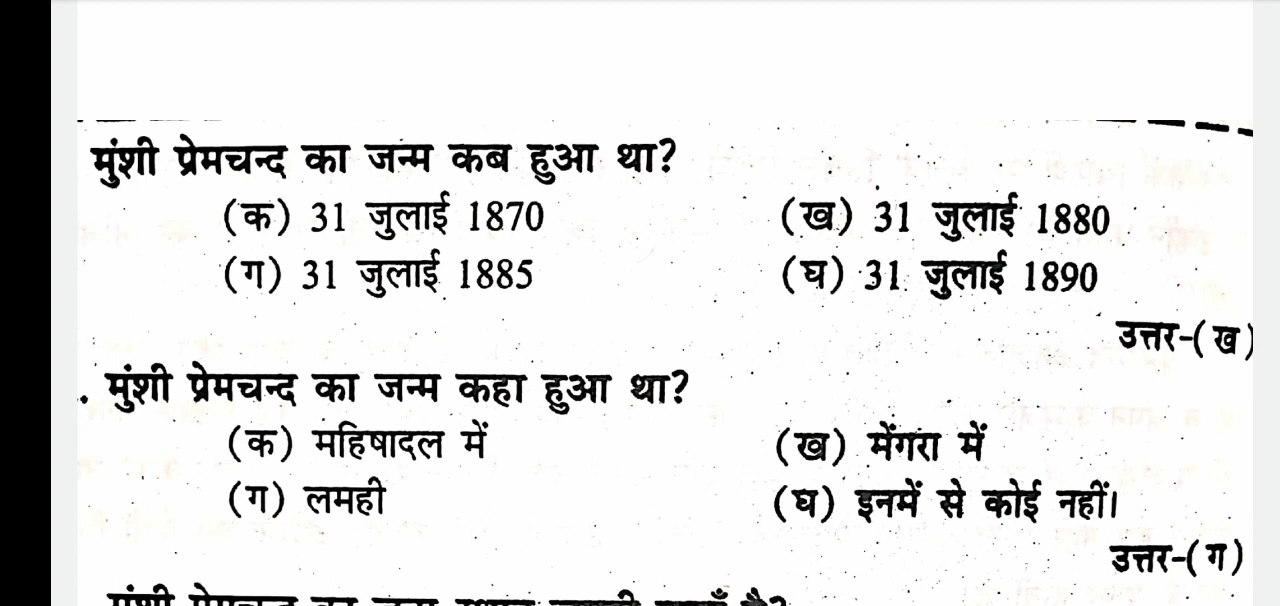 मुंशी प्रेमचन्द का जन्म कब हुआ था?
(क) 31 जुलाई 1870 (ख) 31 जुलाई 1880
(ग) 31 जुलाई 1885 (घ) 31 जुलाई 1890
उत्तर-(ख)
. मुंशी प्रेमचन्द का जन्म कहा हुआ था?
(क) महिषादल में (ख) मेंगरा में
(ग) लमही (घ) इनमें से कोई नहीं।
उत्तर-(ग)